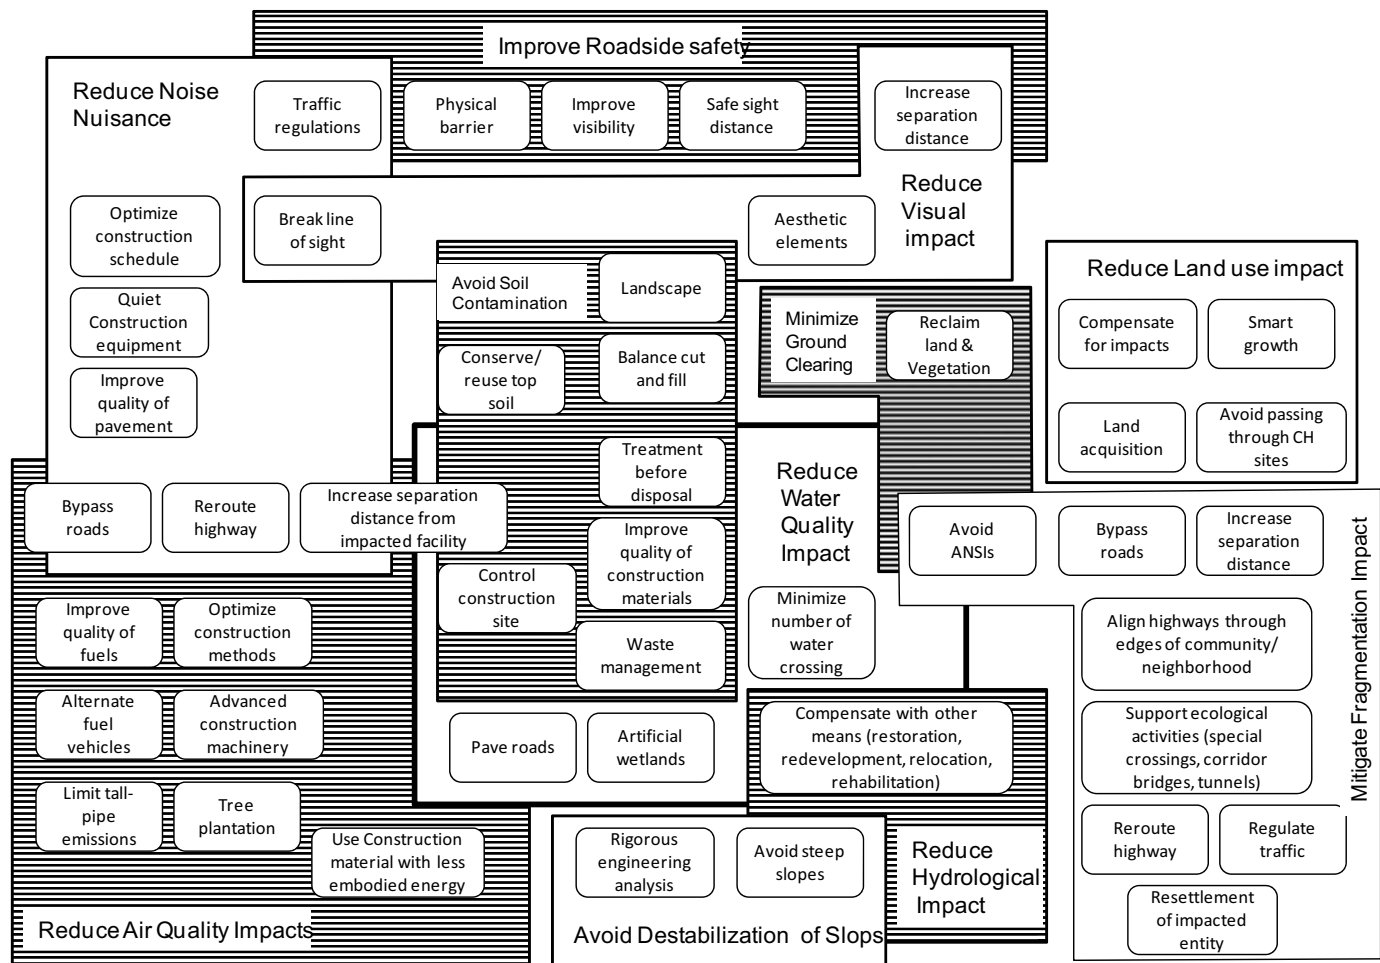 Improve Roadside safety
Reduce Noise
Nuisance
Traffic
regulations
Physical
barrier
Improve
visibility
Safe sight
distance
Increase
separation
distance
Optimize
construction
schedule
Break line
of sight
Aesthetic
elements
Reduce
Visual
impact
Quiet
Construction
equipment
Improve
quality of
pavement
Avoid Soil
Contamination
Landscape
Conserve/
reuse top
soil
Balance cut
and fill
Minimize
Ground
Clearing
Reclaim
land &
Vegetation
Reduce Land use impact
Compensate
for impacts
Smart
growth
Land
acquisition
Avoid passing
through CH
sites
Bypass
roads
Reroute
highway
Increase separation
distance from
impacted facility
Treatment
before
disposal
Improve
quality of
construction
materials
Control
construction
site
Waste
management
Reduce
Water
Quality
Impact
Minimize
number of
water
crossing
Avoid
ANSIs
Bypass
roads
Increase
separation
distance
Mitigate Fragmentation Impact
Align highways through
edges of community/
neighborhood
Support ecological
activities (special
crossings, corridor
bridges, tunnels)
Reroute
highway
Regulate
traffic
Resettlement
of impacted
entity
Improve
quality of
fuels
Optimize
construction
methods
Alternate
fuel
vehicles
Advanced
construction
machinery
Limit tall-
pipe
emissions
Tree
plantation
Use Construction
material with less
embodied energy
Reduce Air Quality Impacts
Pave roads
Artificial
wetlands
Compensate with other
means (restoration,
redevelopment, relocation,
rehabilitation)
Rigorous
engineering
analysis
Avoid steep
slopes
Avoid Destabilization of Slops
Reduce
Hydrological
Impact